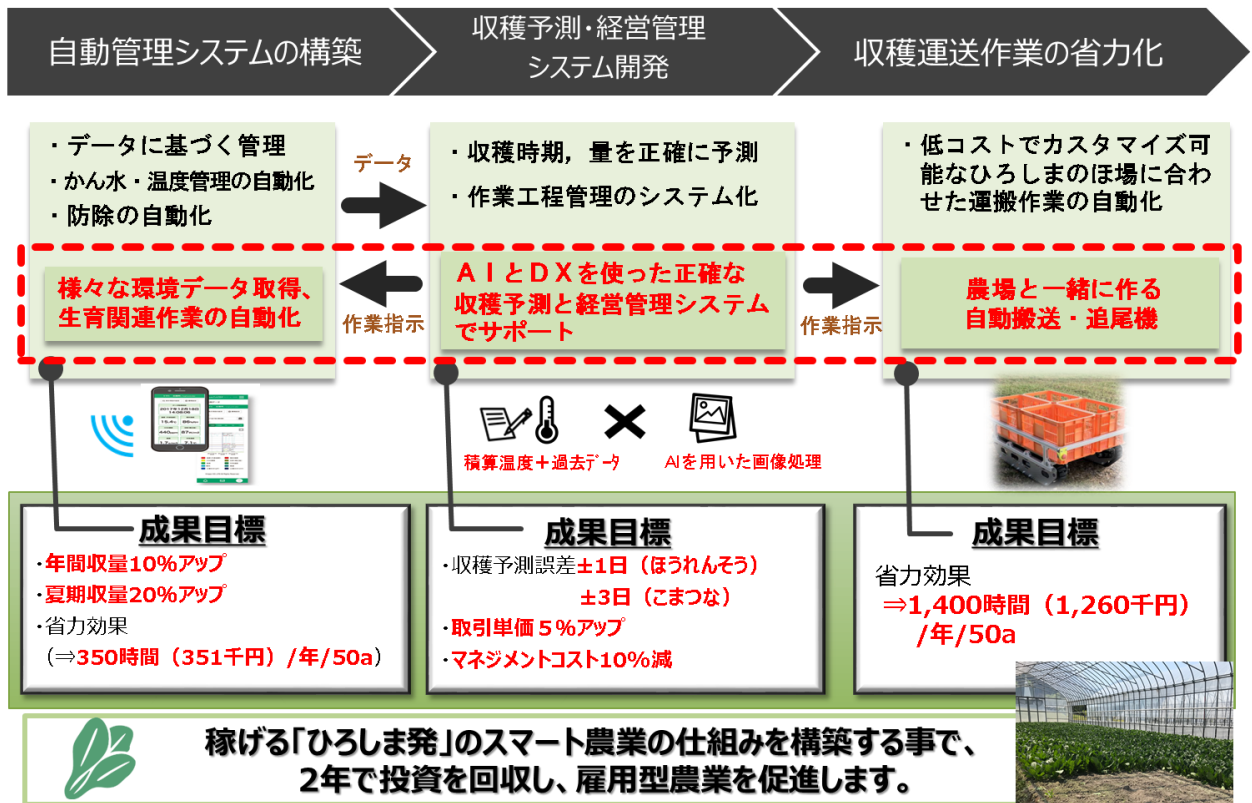 自動管理システムの構築
収穫予測・経営管理
システム開発
収穫運送作業の省力化
・データに基づく管理
・かん水・温度管理の自動化
・防除の自動化
データ
・収穫時期，量を正確に予測
・作業工程管理のシステム化
・低コストでカスタマイズ可
能なひろしまのほ場に合わ
せた運搬作業の自動化
様々な環境データ取得、
生育関連作業の自動化
作業指示
ＡＩとＤＸを使った正確な
収穫予測と経営管理システム
でサポート
作業指示
農場と一緒に作る
自動搬送・追尾機
積算温度＋過去データ
AIを用いた画像処理
成果目標
・年間収量10%アップ
・夏期収量20%アップ
・省力効果
（⇒350時間（351千円）/年/50a）
成果目標
・収穫予測誤差±1日（ほうれんそう）
±3日（こまつな）
・取引単価５%アップ
・マネジメントコスト10%減
成果目標
省力効果
⇒1,400時間（1,260千円）
/年/50a
稼げる「ひろしま発」のスマート農業の仕組みを構築する事で、
2年で投資を回収し、雇用型農業を促進します。